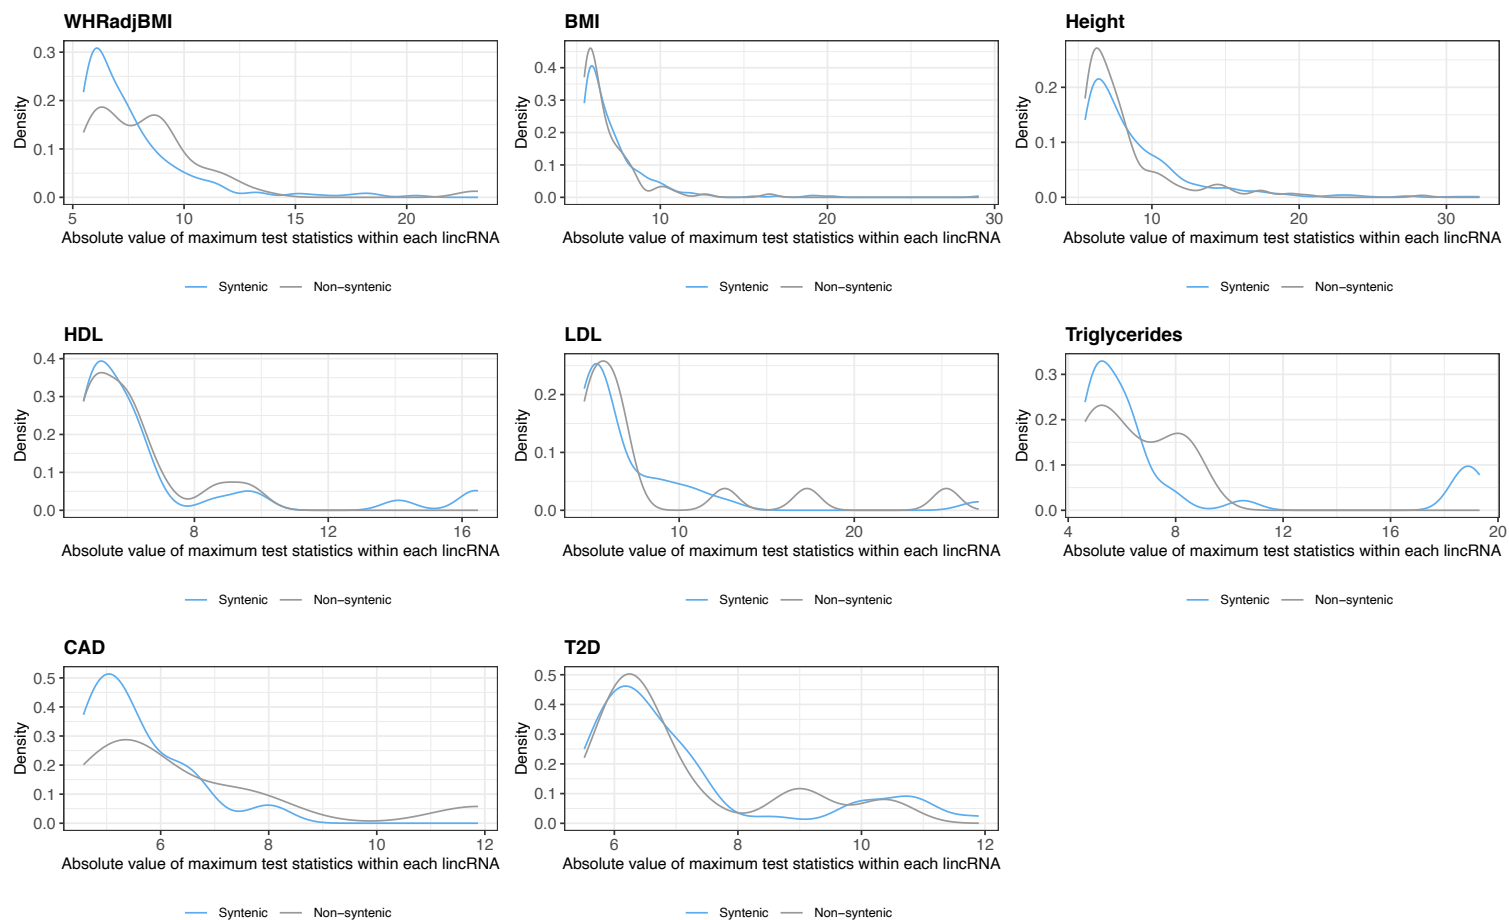 WHRadjBMI BMI Height
Density
0.3
0.2
0.1
0.0
5 10 15 20
Absolute value of maximum test statistics within each lincRNA
Syntenic Non−syntenic
Density
0.4
0.3
0.2
0.1
0.0
10 20 30
Absolute value of maximum test statistics within each lincRNA
Syntenic Non−syntenic
Density
0.2
0.1
0.0
10 20 30
Absolute value of maximum test statistics within each lincRNA
Syntenic Non−syntenic
HDL LDL Triglycerides
Density
0.4
0.3
0.2
0.1
0.0
8 12 16
Absolute value of maximum test statistics within each lincRNA
Syntenic Non−syntenic
Density
0.2
0.1
0.0
10 20
Absolute value of maximum test statistics within each lincRNA
Syntenic Non−syntenic
Density
0.3
0.2
0.1
0.0
4 8 12 16 20
Absolute value of maximum test statistics within each lincRNA
Syntenic Non−syntenic
CAD T2D
Density
0.5
0.4
0.3
0.2
0.1
0.0
6 8 10 12
Absolute value of maximum test statistics within each lincRNA
Syntenic Non−syntenic
Density
0.5
0.4
0.3
0.2
0.1
0.0
6 8 10 12
Absolute value of maximum test statistics within each lincRNA
Syntenic Non−syntenic